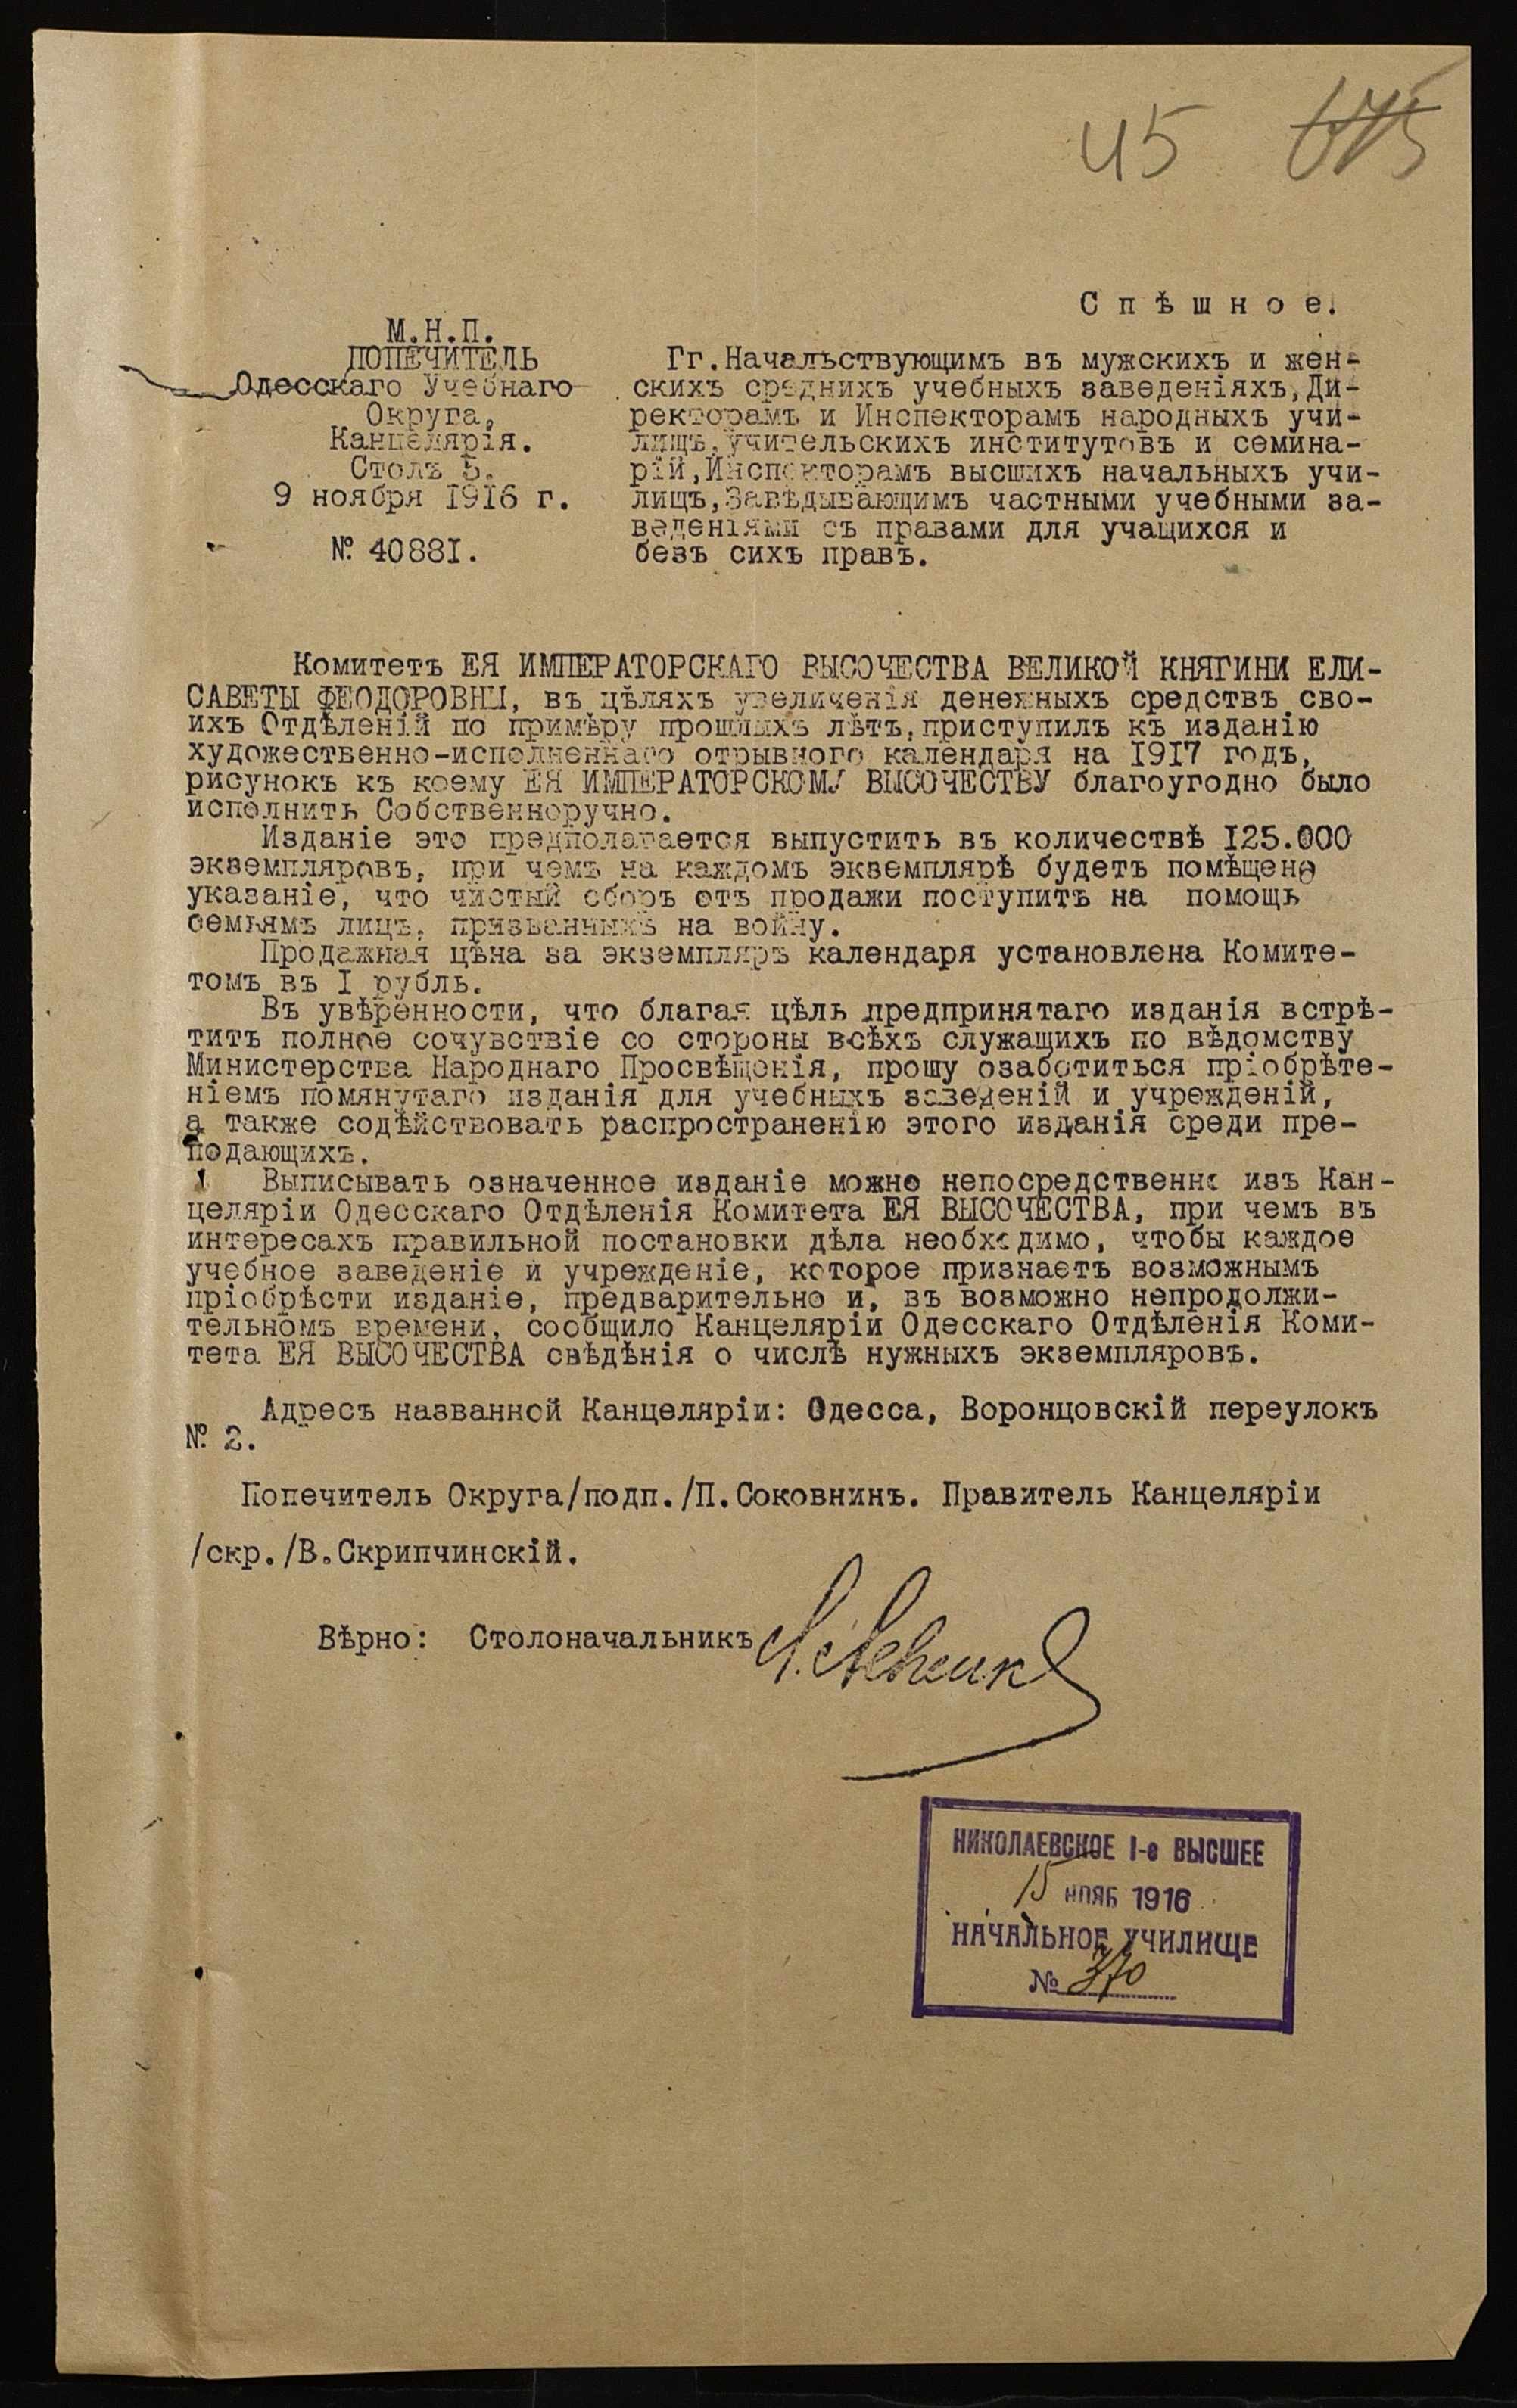 45
С п ѣ ш н о е.
М.Н.П.
ПОПЕЧИТЕЛЬ
Одесскаго Учебнаго
Округа,
Канцелярія.
Столъ 5.
9 ноября 1916 г.
№ 40881.
Гг.Начальствующимъ въ мужскихъ и жен-
скихъ среднихъ учебныхъ заведеніяхъ,Ди-
ректорамъ и Инспекторамъ народныхъ учи-
лищъ,учительскихъ институтовъ и семина-
рій,Инспекторамъ высшихъ начальныхъ учи-
лищъ,Завѣдывающимъ частными учебными за-
веденіями съ правами для учащихся и
безъ сихъ правъ.
Комитетъ ЕЯ ИМПЕРАТОРСКАГО ВЫСОЧЕСТВА ВЕЛИКОЙ КНЯГИНИ ЕЛИ-
САВЕТЫ ФЕОДОРОВНЫ, въ цѣляхъ увеличенія денежныхъ средствъ сво-
ихъ Отдѣленій по примѣру прошлыхъ лѣтъ, приступилъ къ изданію
художественно-исполненнаго отрывного календаря на 1917 годъ,
рисунокъ къ коему ЕЯ ИМПЕРАТОРСКОМУ ВЫСОЧЕСТВУ благоугодно было
исполнить Собственноручно.
Изданіе это предполагается выпустить въ количествѣ 125.000
экземпляровъ, при чемъ на каждомъ экземплярѣ будетъ помѣщено
указаніе, что чистый сборъ отъ продажи поступитъ на помощь
семьямъ лицъ, призванныхъ на войну.
Продажная цѣна за экземпляръ календаря установлена Комите-
томъ въ I рубль.
Въ увѣренности, что благая цѣль предпринятаго изданія встрѣ-
титъ полное сочувствіе со стороны всѣхъ служащихъ по вѣдомству
Министерства Народнаго Просвѣщенія, прошу озаботиться пріобрѣте-
ніемъ помянутаго изданія для учебныхъ заведеній и учрежденій,
а также содѣйствовать распространенію этого изданія среди пре-
подающихъ.
Выписывать означенное изданіе можно непосредственно изъ Кан-
целяріи Одесскаго Отдѣленія Комитета ЕЯ ВЫСОЧЕСТВА, при чемъ въ
интересахъ правильной постановки дѣла необходимо, чтобы каждое
учебное заведеніе и учрежденіе, которое признаетъ возможнымъ
пріобрѣсти изданіе, предварительно и, въ возможно непродолжи-
тельномъ времени, сообщило Канцеляріи Одесскаго Отдѣленія Коми-
тета ЕЯ ВЫСОЧЕСТВА свѣдѣнія о числѣ нужныхъ экземпляровъ.
Адресъ названной Канцеляріи: Одесса, Воронцовскій переулокъ
№ 2.
Попечитель Округа/подп./П.Соковнинъ. Правитель Канцеляріи
/скр./В.Скрипчинскій.
Вѣрно: Столоначальникъ
НИКОЛАЕВСКОЕ I-е ВЫСШЕЕ
15 НОЯБ 1916
НАЧАЛЬНОЕ УЧИЛИЩЕ
№ 370